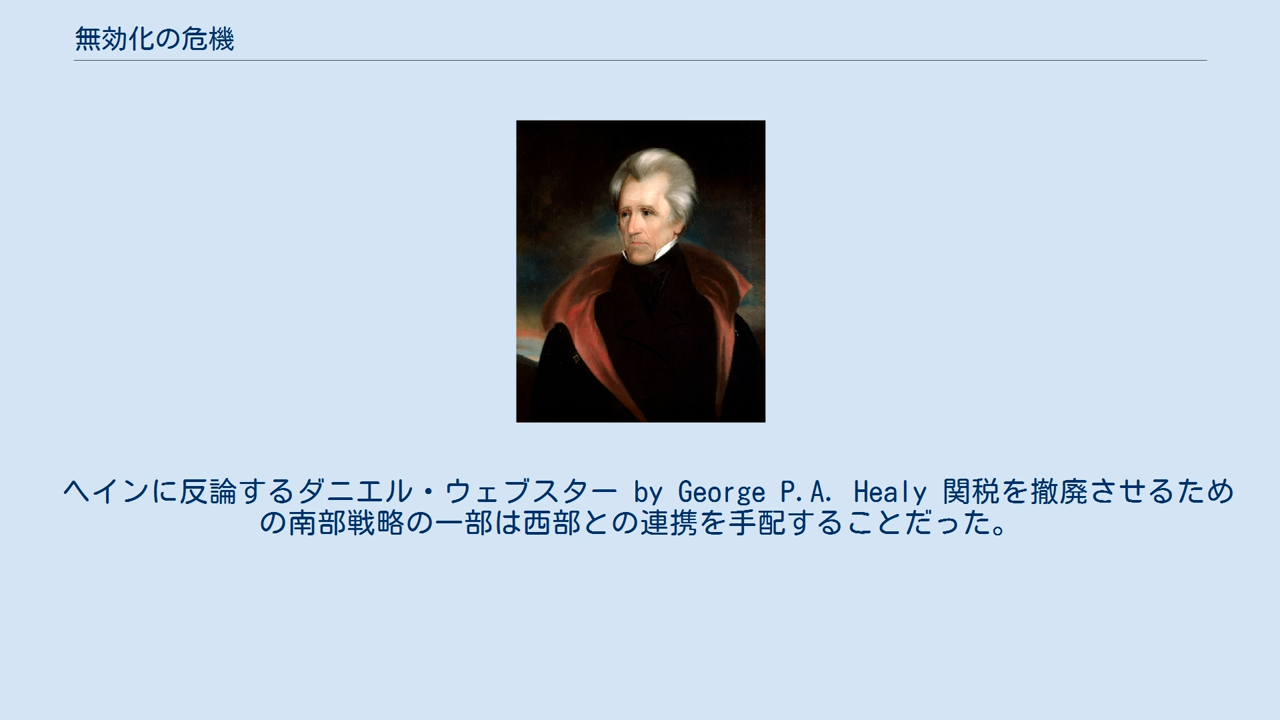 無効化の危機
ヘインに反論するダニエル・ウェブスター by George P.A. Healy 関税を撤廃させるため
の南部戦略の一部は西部との連携を手配することだった。